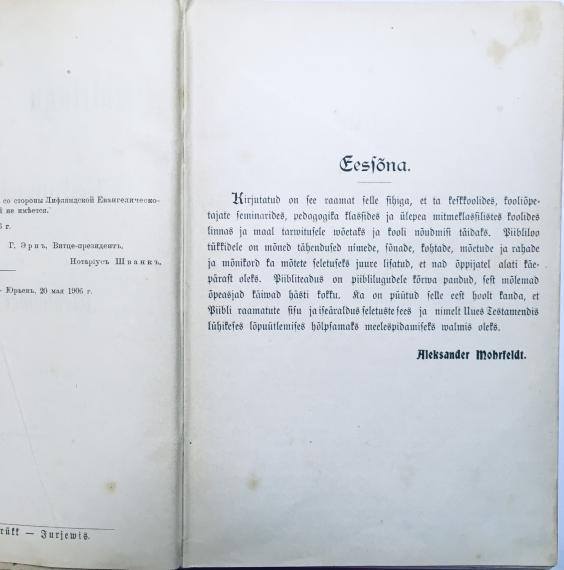 со стороны Лифляндской Евангелическо-
й не имѣется.
г.
Г. Эрнъ, Витце-президентъ.
Нотаріусъ Шванкъ.
Юрьевъ, 20 мая 1906 г.
rükk — Jurjewis.
Eesſõna.
Kirjutatud on ſee raamat ſelle ſihiga, et ta keſkkoolides, kooliõpe-
tajate ſeminarides, pedagogika klasſides ja ülepea mitmeklasſilistes koolides
linnas ja maal tarwitusele wõetaks ja kooli nõudmiſi täidaks. Piibliloo
tükkidele on mõned tähendused nimede, ſõnade, kohtade, mõetude ja rahade
ja mõnikord ka mõtete ſeletuſeks juure liſatud, et nad õppijatel alati käe-
päraſt oleks. Piibliteadus on piiblilugudele kõrwa pandud, ſeſt mõlemad
õpeasjad käiwad häſti kokku. Ka on püütud ſelle eeſt hoolt kanda, et
Piibli raamatute ſiſu ja iſeäraldus ſeletuste ſees ja nimelt Uues Teſtamendis
lühikeſes lõpuütlemiſes hõlpſamaks meelespidamiſeks walmis oleks.
Aleksander Mohrfeldt.